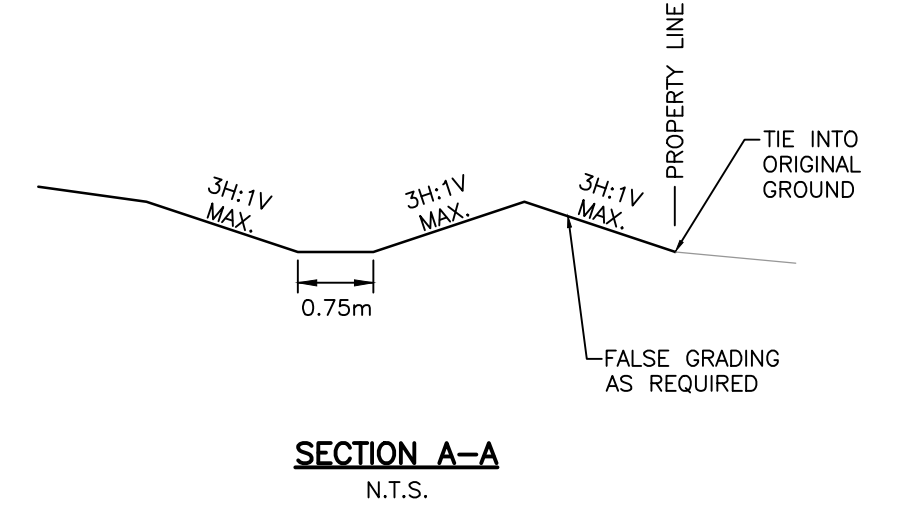 PROPERTY LINE
TIE INTO
ORIGINAL
GROUND
3H:1V
MAX.
3H:1V
MAX.
3H:1V
MAX.
0.75m
FALSE GRADING
AS REQUIRED
SECTION A-A
N.T.S.